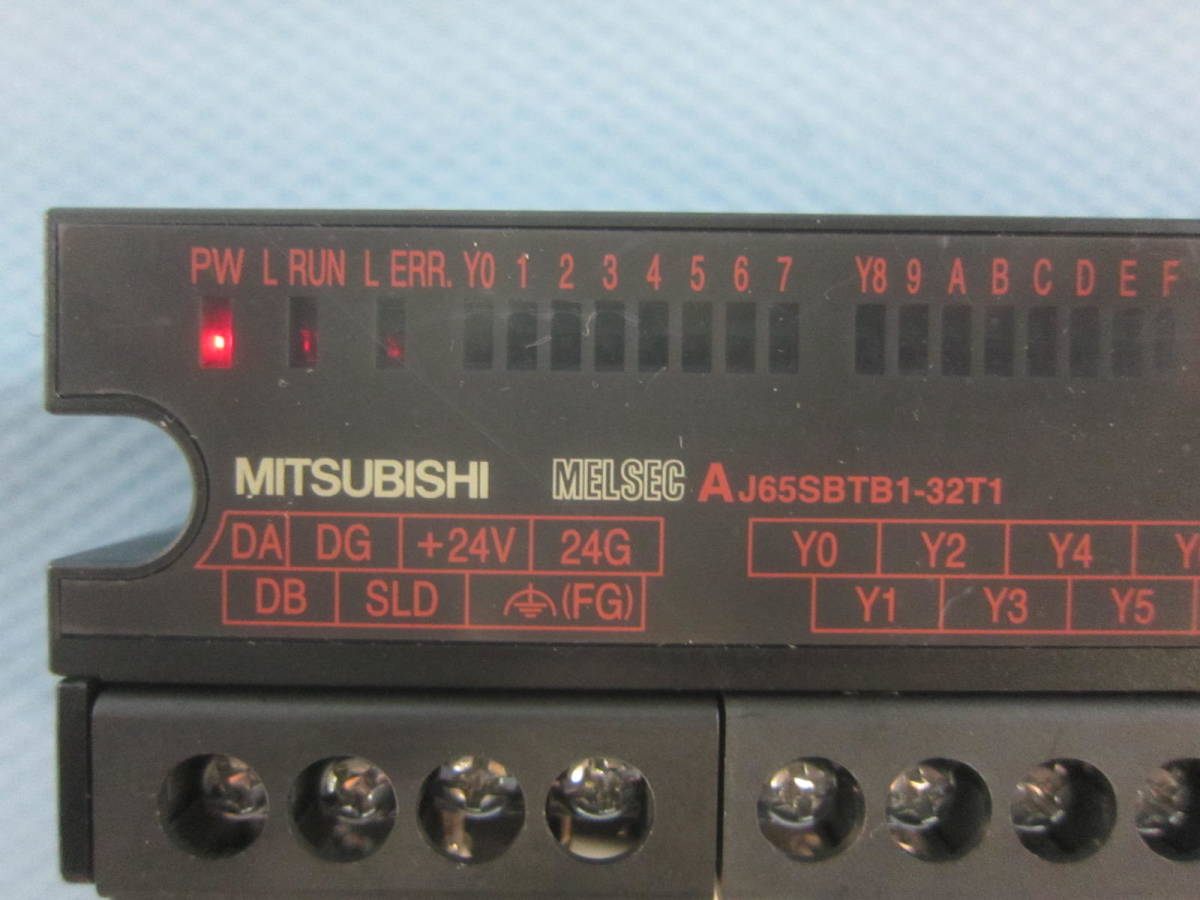 PW L RUN L ERR. Y0 1 2 3 4 5 6 7 Y8 9 A B C D E F
MITSUBISHI MELSEC AJ65SBTB1-32T1
DA DG +24V 24G Y0 Y2 Y4 Y
DB SLD (FG) Y1 Y3 Y5